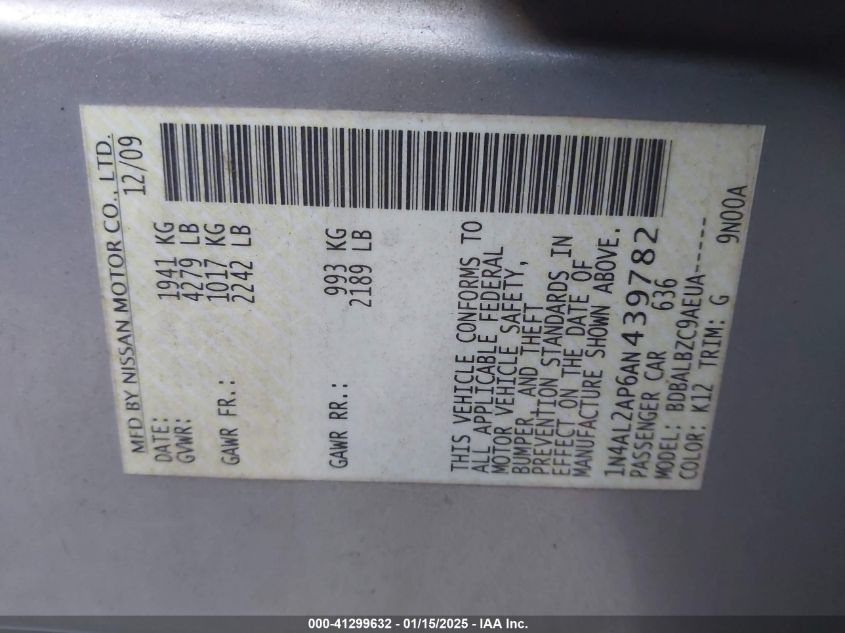 MFD BY NISSAN MOTOR CO., LTD.
DATE: 12/09
GVWR: 1941 KG
4279 LB
GAWR FR.: 1017 KG
2242 LB
GAWR RR.: 993 KG
2189 LB
THIS VEHICLE CONFORMS TO
ALL APPLICABLE FEDERAL
MOTOR VEHICLE SAFETY,
BUMPER, AND THEFT
PREVENTION STANDARDS IN
EFFECT ON THE DATE OF
MANUFACTURE SHOWN ABOVE.
1N4AL2AP6AN439782
PASSENGER CAR 636
MODEL: BDBALBZC9AEUA-----
COLOR: K12 TRIM: G 9N00A
000-41299632 - 01/15/2025 - IAA Inc.